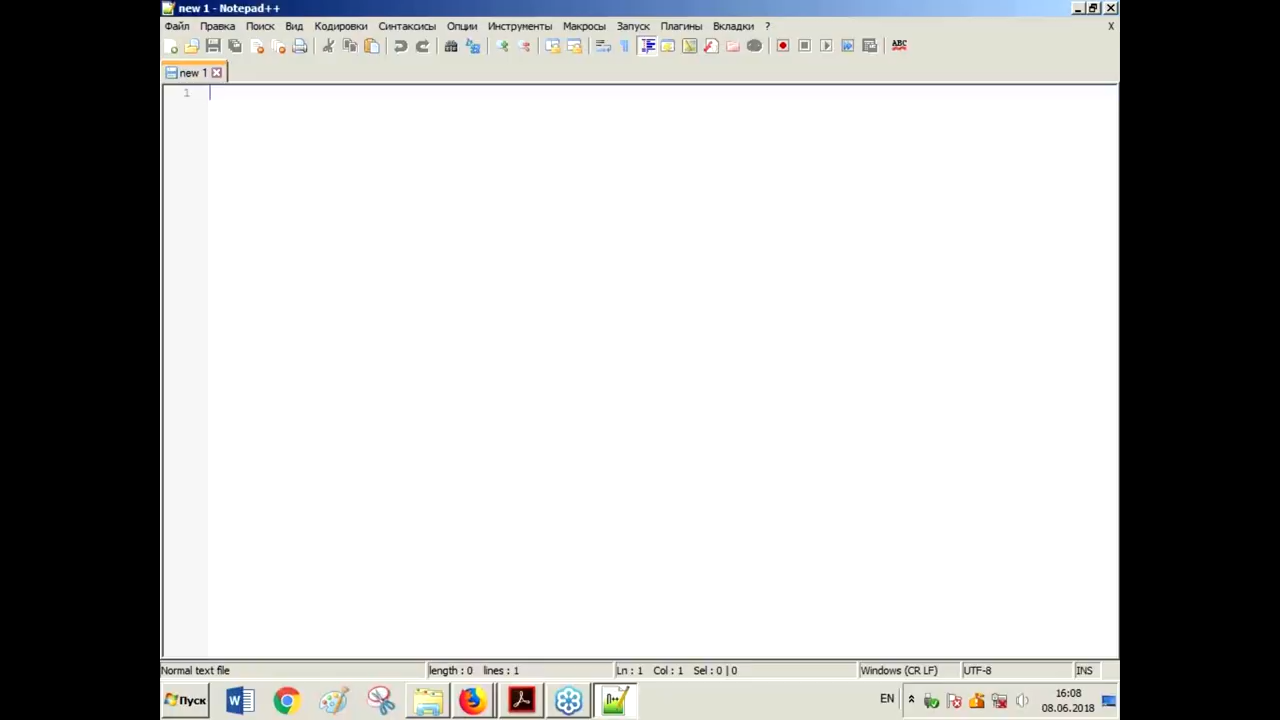 new 1 - Notepad++
Файл Правка Поиск Вид Кодировки Синтаксисы Опции Инструменты Макросы Запуск Плагины Вкладки ? X
ABC
new 1
1
Normal text file length : 0 lines : 1 Ln : 1 Col : 1 Sel : 0 | 0 Windows (CR LF) UTF-8 INS
Пуск W EN 16:08
08.06.2018